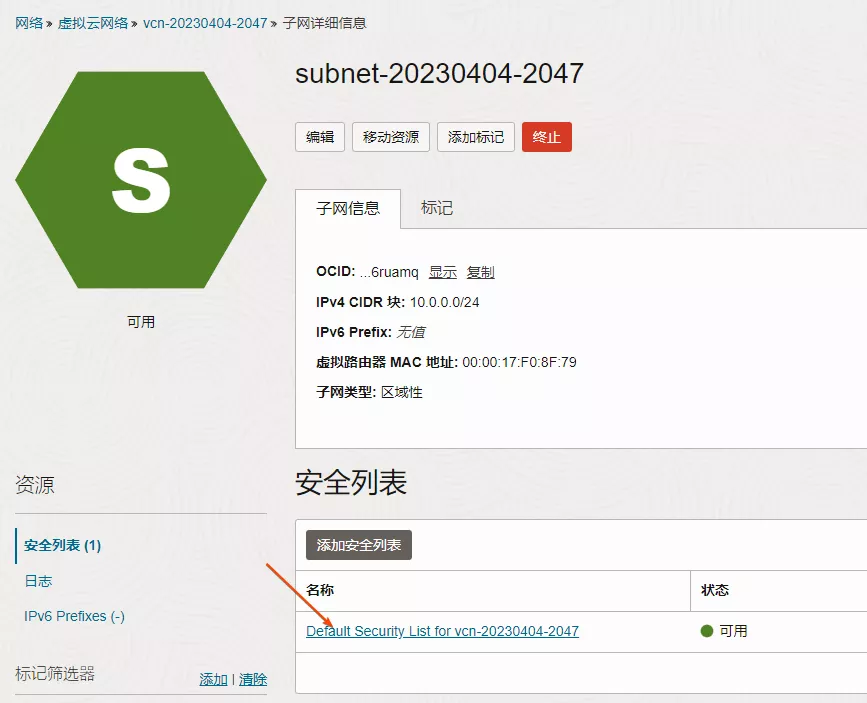 网络 » 虚拟云网络 » vcn-20230404-2047 » 子网详细信息
S
可用
subnet-20230404-2047
编辑 移动资源 添加标记 终止
子网信息 标记
OCID: ...6ruamq 显示 复制
IPv4 CIDR 块: 10.0.0.0/24
IPv6 Prefix: 无值
虚拟路由器 MAC 地址: 00:00:17:F0:8F:79
子网类型: 区域性
资源
安全列表 (1)
日志
IPv6 Prefixes (-)
标记筛选器 添加 | 清除
安全列表
添加安全列表
名称 状态
Default Security List for vcn-20230404-2047 可用